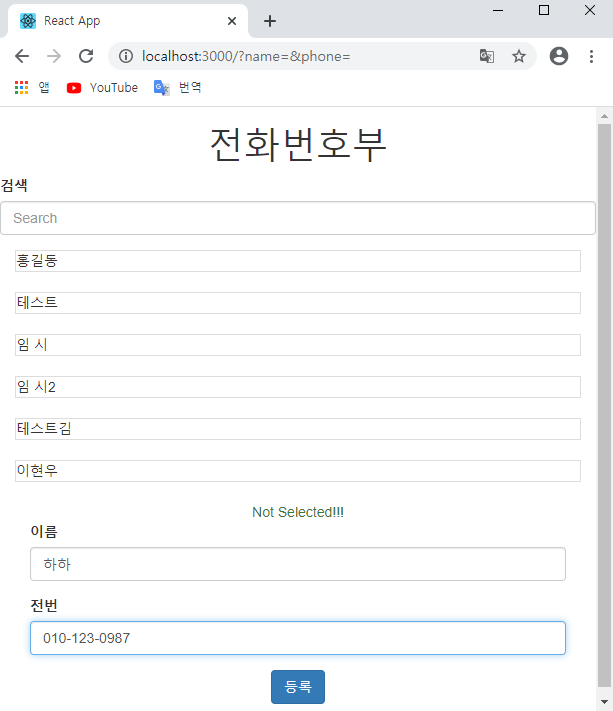 React App
localhost:3000/?name=&phone=
앱 YouTube 번역
전화번호부
검색
Search
홍길동
테스트
임 시
임 시2
테스트김
이현우
Not Selected!!!
이름
하하
전번
010-123-0987
등록